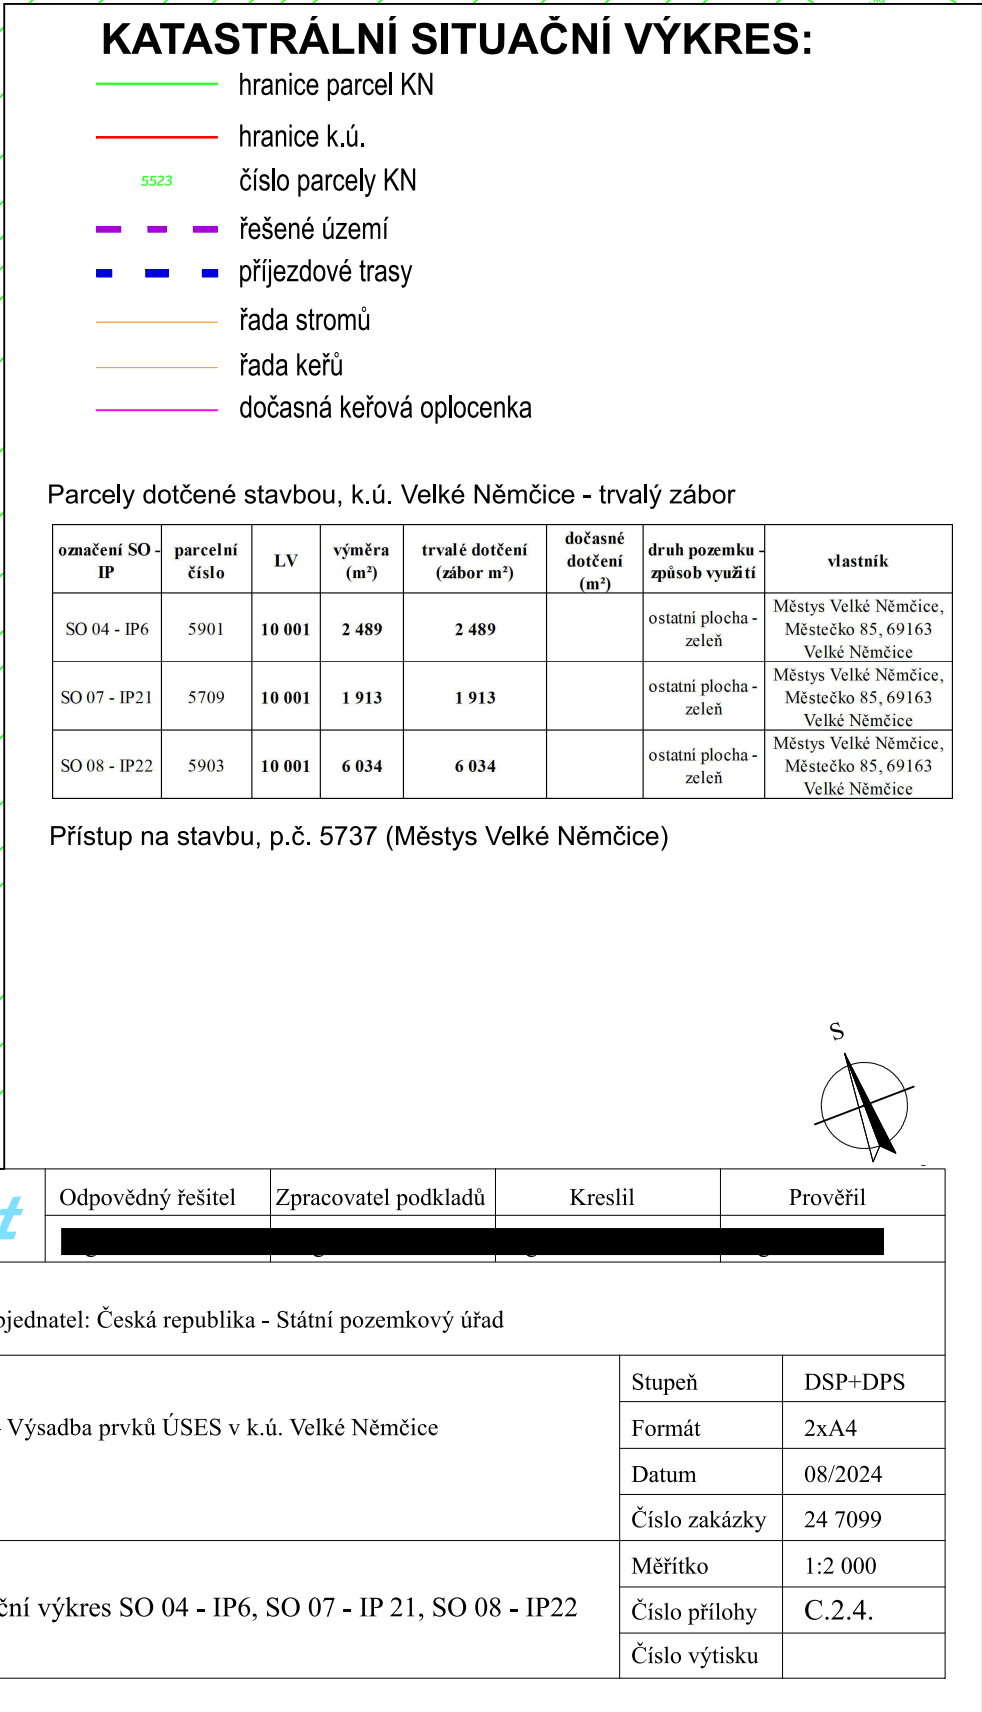 KATASTRÁLNÍ SITUAČNÍ VÝKRES:
hranice parcel KN
hranice k.ú.
5523 číslo parcely KN
řešené území
příjezdové trasy
řada stromů
řada keřů
dočasná keřová oplocenka
Parcely dotčené stavbou, k.ú. Velké Němčice - trvalý zábor
označení SO - IP | parcelní číslo | LV | výměra (m²) | trvalé dotčení (zábor m²) | dočasné dotčení (m²) | druh pozemku - způsob využití | vlastník
SO 04 - IP6 | 5901 | 10 001 | 2 489 | 2 489 | | ostatní plocha - zeleň | Městys Velké Němčice, Městečko 85, 69163 Velké Němčice
SO 07 - IP21 | 5709 | 10 001 | 1 913 | 1 913 | | ostatní plocha - zeleň | Městys Velké Němčice, Městečko 85, 69163 Velké Němčice
SO 08 - IP22 | 5903 | 10 001 | 6 034 | 6 034 | | ostatní plocha - zeleň | Městys Velké Němčice, Městečko 85, 69163 Velké Němčice
Přístup na stavbu, p.č. 5737 (Městys Velké Němčice)
S
t
Odpovědný řešitel | Zpracovatel podkladů | Kreslil | Prověřil
bjednatel: Česká republika - Státní pozemkový úřad
- Výsadba prvků ÚSES v k.ú. Velké Němčice
Stupeň DSP+DPS
Formát 2xA4
Datum 08/2024
Číslo zakázky 24 7099
ční výkres SO 04 - IP6, SO 07 - IP 21, SO 08 - IP22
Měřítko 1:2 000
Číslo přílohy C.2.4.
Číslo výtisku